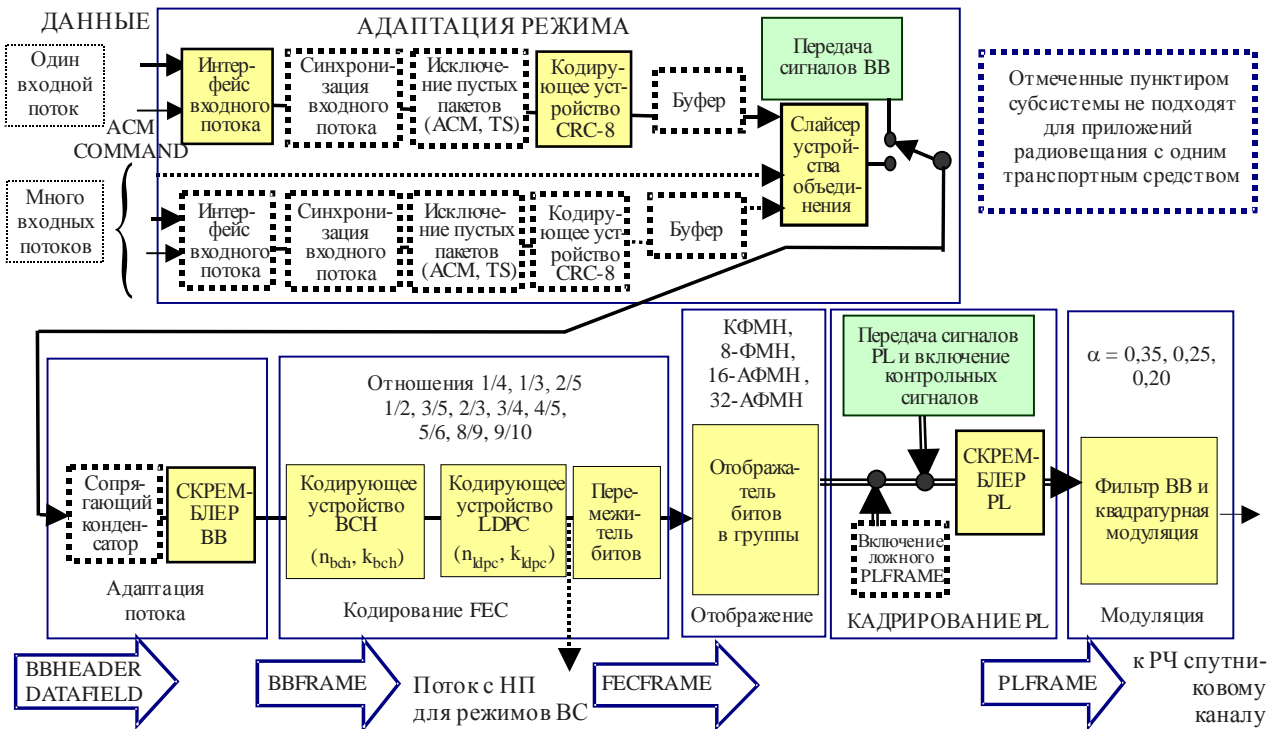 ДАННЫЕ
АДАПТАЦИЯ РЕЖИМА
Один
входной
поток
Интер-
фейс
входного
потока
Синхрони-
зация
входного
потока
Исключе-
ние пустых
пакетов
(ACM, TS)
Кодирую-
щее уст-
ройство
CRC-8
Буфер
Передача
сигналов BB
Слайсер
устрой-
ства
объеди-
нения
Отмеченные пунктиром
субсистемы не подходят
для приложений
радиовещания с одним
транспортным средством
ACM
COMMAND
Много
входных
потоков
Интер-
фейс
входного
потока
Синхрони-
зация
входного
потока
Исключе-
ние пустых
пакетов
(ACM, TS)
Кодирую-
щее уст-
ройство
CRC-8
Буфер
Сопря-
гающий
конден-
сатор
СКРЕМ-
БЛЕР
BB
Адаптация
потока
Отношения 1/4, 1/3, 2/5
1/2, 3/5, 2/3, 3/4, 4/5,
5/6, 8/9, 9/10
Кодирующее
устройство
BCH
(nbch, kbch)
Кодирующее
устройство
LDPC
(nldpc, kldpc)
Пере-
межи-
тель
битов
Кодирование FEC
КФМН,
8-ФМН,
16-АФМН,
32-АФМН
Отобража-
тель
битов
в группы
Отображение
Передача сигналов
PL и включение
контрольных
сигналов
Включение
ложного
PLFRAME
СКРЕМ-
БЛЕР
PL
КАДРИРОВАНИЕ PL
α = 0,35, 0,25,
0,20
Фильтр BB и
квадратурная
модуляция
Модуляция
BBHEADER
DATAFIELD
BBFRAME
Поток с НП
для режимов BC
FECFRAME
PLFRAME
к РЧ спутни-
ковому
каналу